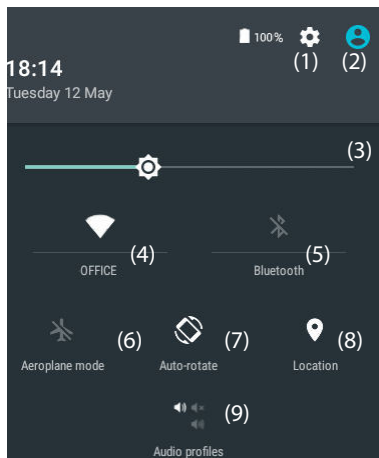 100%
(1) (2)
18:14
Tuesday 12 May
(3)
(4) (5)
OFFICE Bluetooth
(6) (7) (8)
Aeroplane mode Auto-rotate Location
(9)
Audio profiles